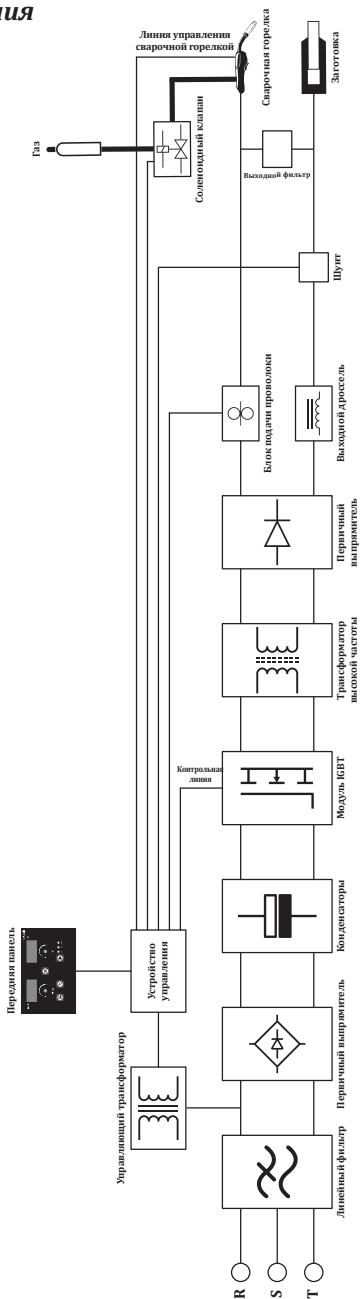 ния
Линия управления
сварочной горелкой
Сварочная горелка
Заготовка
Газ
Соленоидный клапан
Выходной фильтр
Шунт
Блок подачи проволоки
Выходной дроссель
Первичный
выпрямитель
Трансформатор
высокой частоты
Контрольная
линия
Модуль IGBT
Передняя панель
Устройство
управления
Конденсаторы
Управляющий трансформатор
Первичный выпрямитель
Линейный фильтр
R
S
T